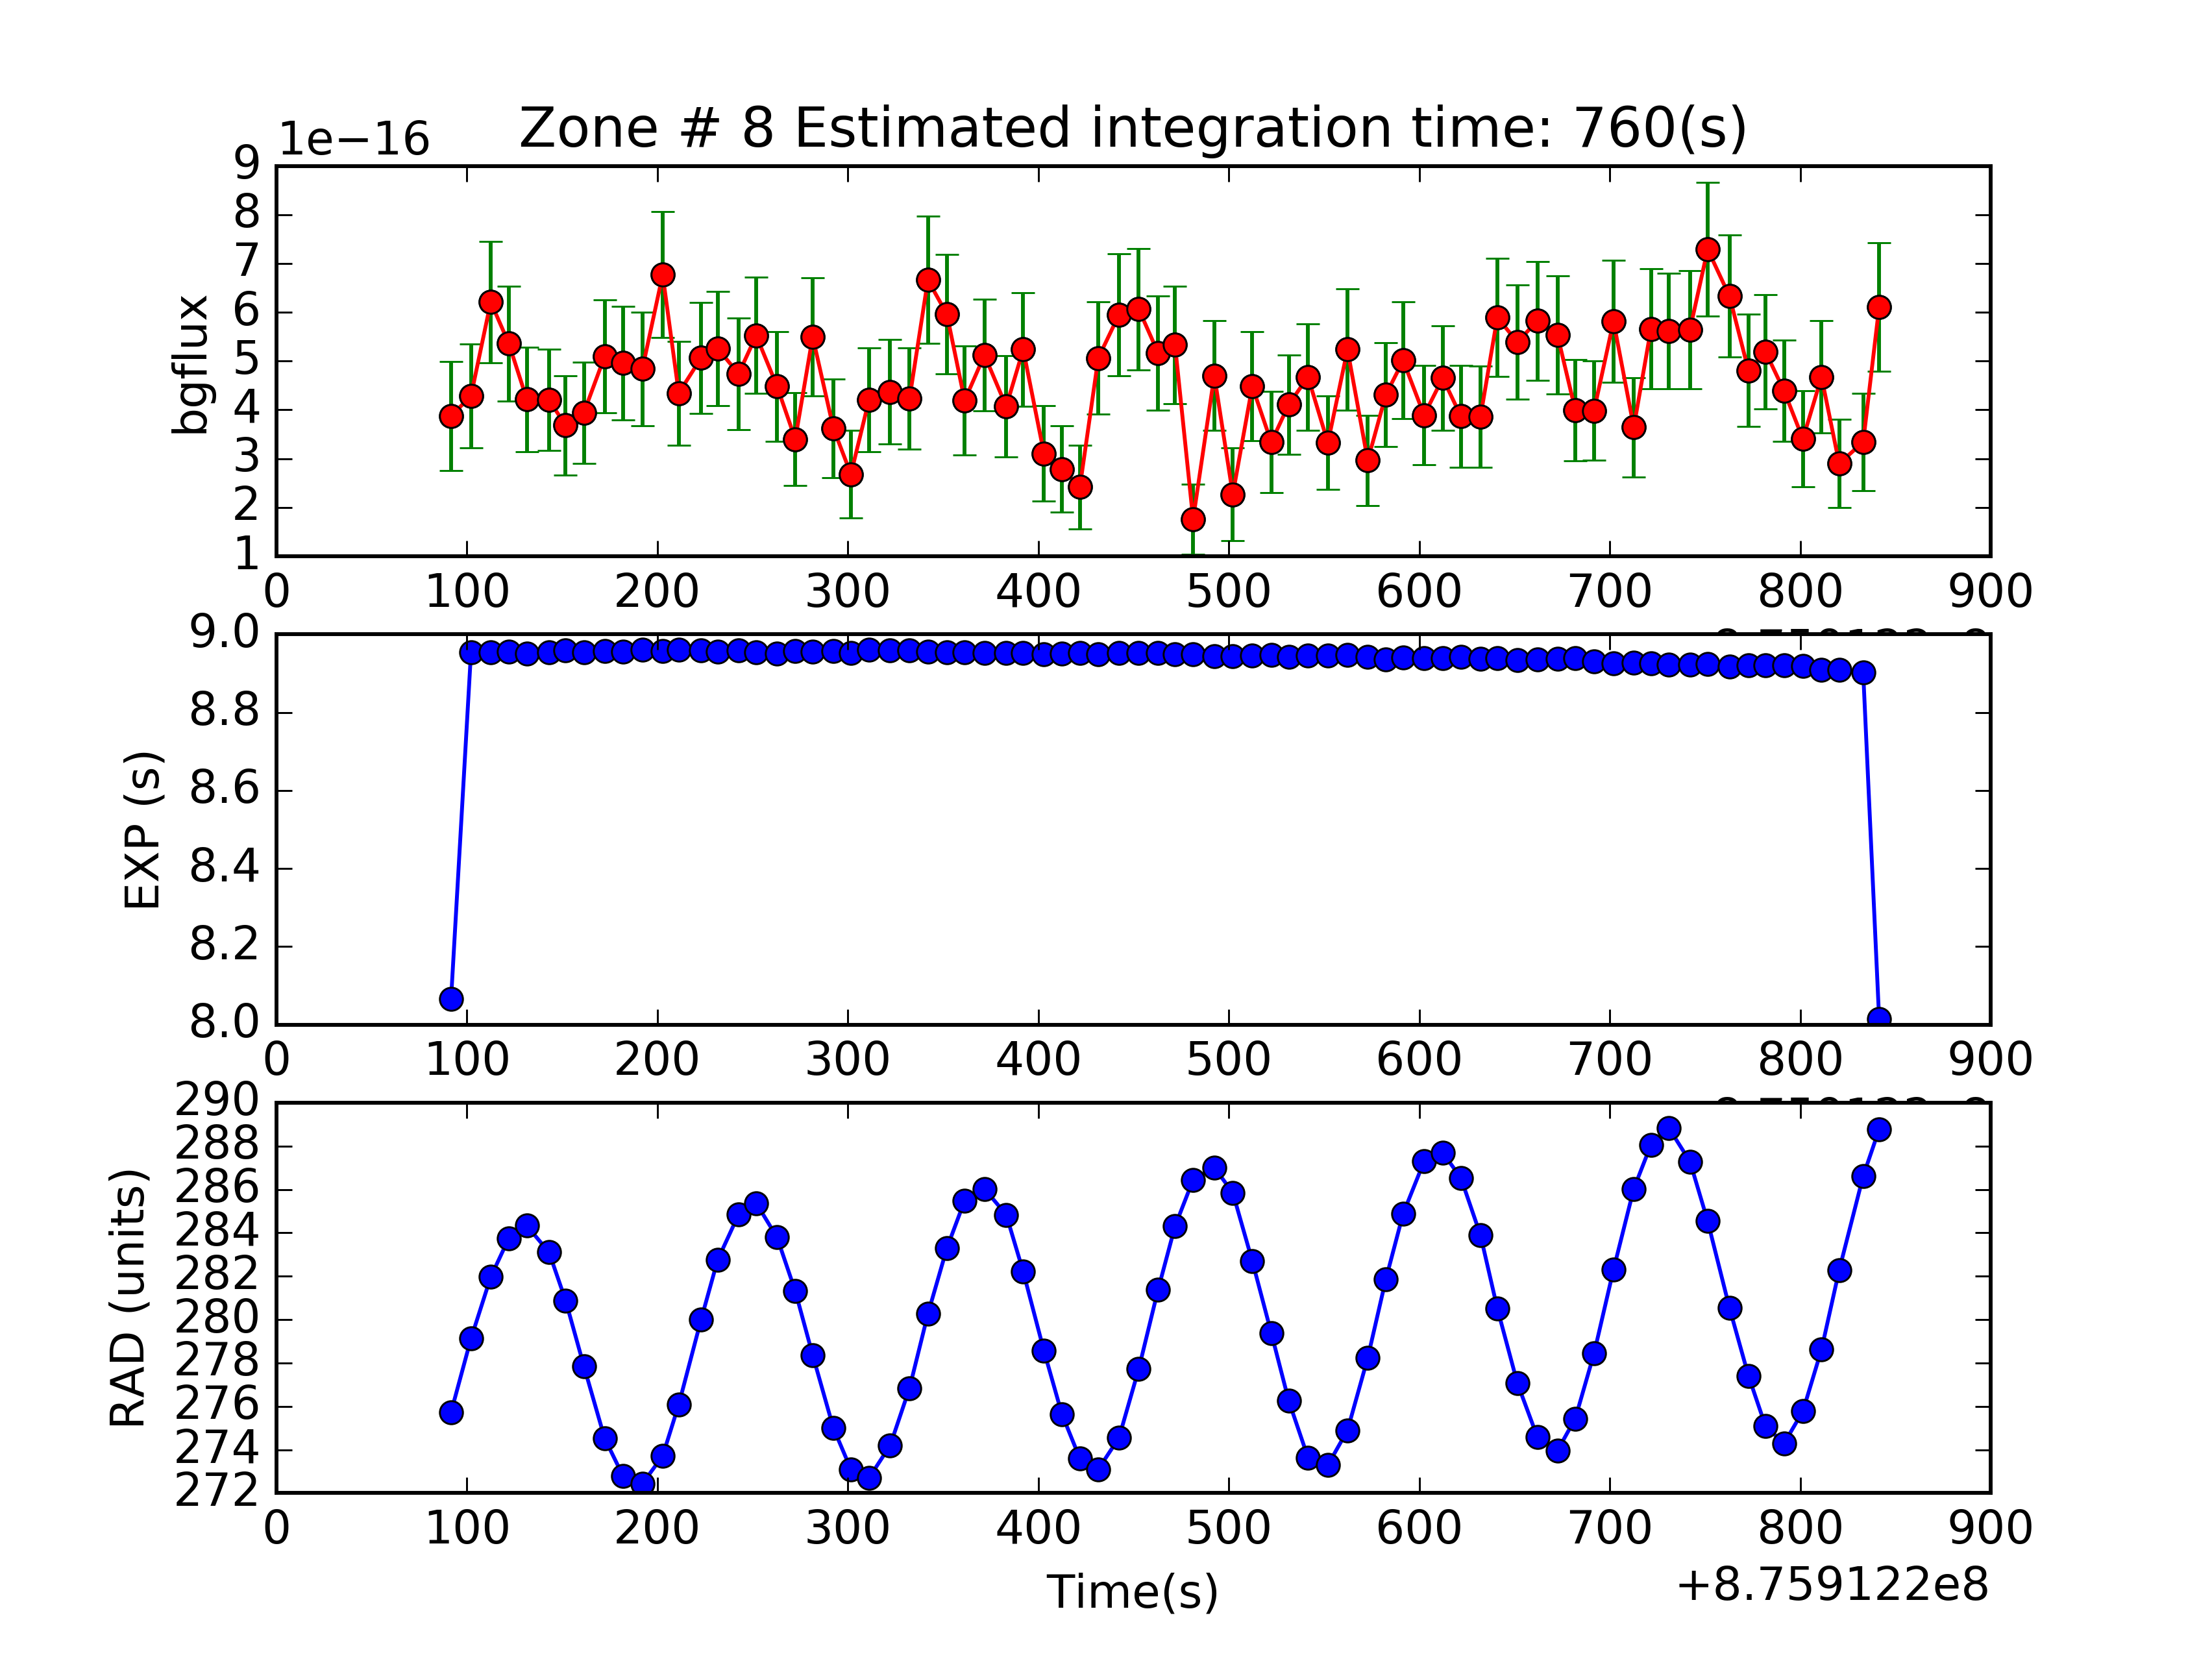 Zone # 8 Estimated integration time: 760(s)
1e−16
9
8
7
6
5
4
3
2
1
bgflux
0 100 200 300 400 500 600 700 800 900
9.0
8.8
8.6
8.4
8.2
8.0
EXP (s)
0 100 200 300 400 500 600 700 800 900
290
288
286
284
282
280
278
276
274
272
RAD (units)
0 100 200 300 400 500 600 700 800 900
Time(s)
+8.759122e8